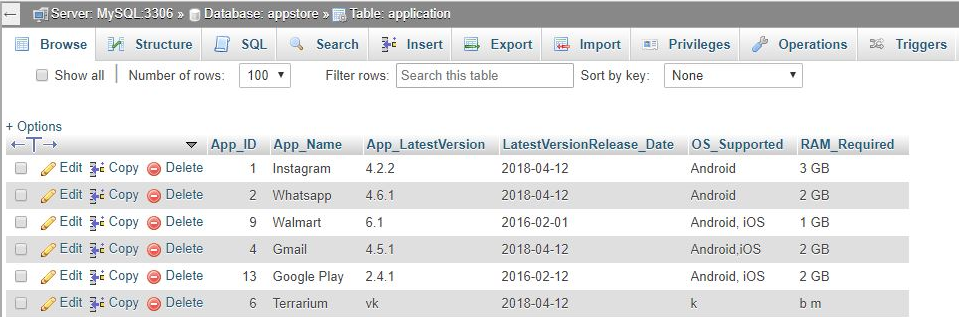 Server: MySQL:3306 » Database: appstore » Table: application
Browse Structure SQL Search Insert Export Import Privileges Operations Triggers
Show all Number of rows: 100 Filter rows: Search this table Sort by key: None
+ Options
App_ID App_Name App_LatestVersion LatestVersionRelease_Date OS_Supported RAM_Required
Edit Copy Delete 1 Instagram 4.2.2 2018-04-12 Android 3 GB
Edit Copy Delete 2 Whatsapp 4.6.1 2018-04-12 Android 2 GB
Edit Copy Delete 9 Walmart 6.1 2016-02-01 Android, iOS 1 GB
Edit Copy Delete 4 Gmail 4.5.1 2018-04-12 Android,iOS 2 GB
Edit Copy Delete 13 Google Play 2.4.1 2016-02-12 Android, iOS 2 GB
Edit Copy Delete 6 Terrarium vk 2018-04-12 k b m